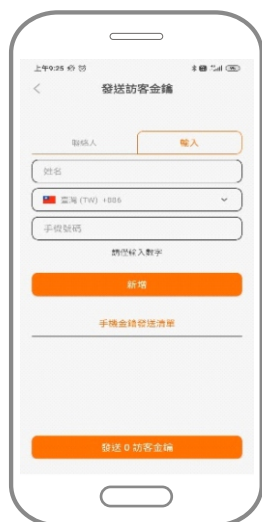 上午9:25
發送訪客金鑰
聯絡人
輸入
姓名
臺灣 (TW) +886
手機號碼
請僅輸入數字
新增
手機金鑰發送清單
發送 0 訪客金鑰